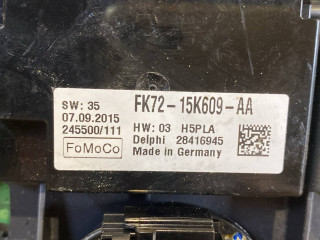 FK72-15K609-AA
SW: 35
07.09.2015
245500/111
FoMoCo
HW: 03 H5PLA
Delphi 28416945
Made in Germany